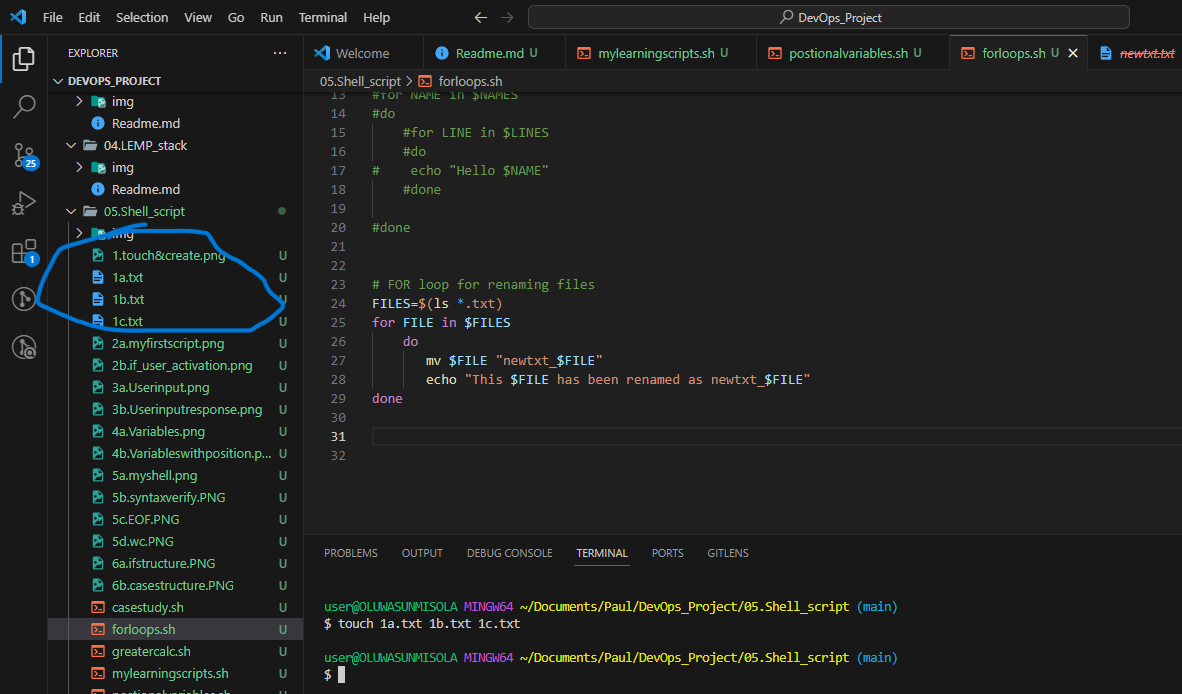 File Edit Selection View Go Run Terminal Help
DevOps_Project
EXPLORER
DEVOPS_PROJECT
img
Readme.md
04.LEMP_stack
img
Readme.md
05.Shell_script
img
1.touch&create.png U
1a.txt U
1b.txt U
1c.txt U
2a.myfirstscript.png U
2b.if_user_activation.png U
3a.Userinput.png U
3b.Userinputresponse.png U
4a.Variables.png U
4b.Variableswithposition.p... U
5a.myshell.png U
5b.syntaxverify.PNG U
5c.EOF.PNG U
5d.wc.PNG U
6a.ifstructure.PNG U
6b.casestructure.PNG U
casestudy.sh U
forloops.sh U
greatercalc.sh U
mylearningscripts.sh U
postionalvariables.sh U
25
1
Welcome Readme.md U mylearningscripts.sh U postionalvariables.sh U forloops.sh U newtxt.txt
05.Shell_script > forloops.sh
13 #for NAME in $NAMES
14 #do
15 #for LINE in $LINES
16 #do
17 # echo "Hello $NAME"
18 #done
19
20 #done
21
22
23 # FOR loop for renaming files
24 FILES=$(ls *.txt)
25 for FILE in $FILES
26 do
27 mv $FILE "newtxt_$FILE"
28 echo "This $FILE has been renamed as newtxt_$FILE"
29 done
30
31
32
PROBLEMS OUTPUT DEBUG CONSOLE TERMINAL PORTS GITLENS
user@OLUWASUNMISOLA MINGW64 ~/Documents/Paul/DevOps_Project/05.Shell_script (main)
$ touch 1a.txt 1b.txt 1c.txt
user@OLUWASUNMISOLA MINGW64 ~/Documents/Paul/DevOps_Project/05.Shell_script (main)
$